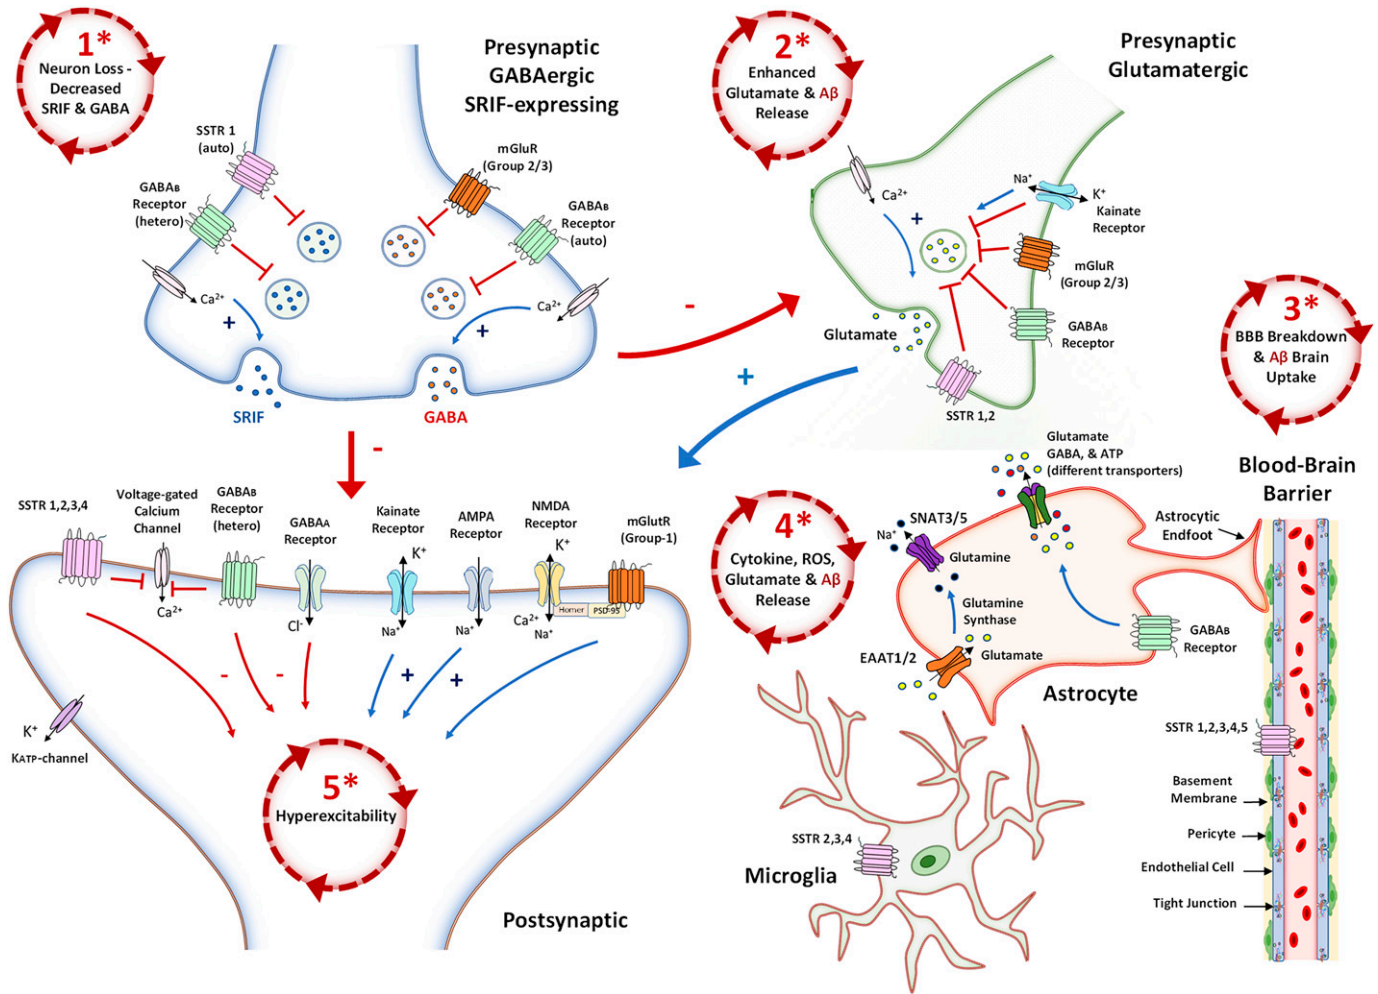 1*
Neuron Loss -
Decreased
SRIF & GABA
Presynaptic
GABAergic
SRIF-expressing
SSTR 1
(auto)
GABAB
Receptor
(hetero)
mGluR
(Group 2/3)
GABAB
Receptor
(auto)
Ca2+
+
Ca2+
+
SRIF
GABA
2*
Enhanced
Glutamate & Aβ
Release
Presynaptic
Glutamatergic
Ca2+
+
Na+
K+
Kainate
Receptor
mGluR
(Group 2/3)
GABAB
Receptor
Glutamate
SSTR 1,2
-
+
-
3*
BBB Breakdown
& Aβ Brain
Uptake
Blood-Brain
Barrier
SSTR 1,2,3,4
Voltage-gated
Calcium
Channel
GABAB
Receptor
(hetero)
GABAA
Receptor
Kainate
Receptor
AMPA
Receptor
NMDA
Receptor
mGlutR
(Group-1)
K+
K+
Ca2+
Cl-
Na+
Na+
Ca2+
Na+
Homer
PSD-95
-
-
+
+
K+
KATP-channel
5*
Hyperexcitability
Postsynaptic
4*
Cytokine, ROS,
Glutamate & Aβ
Release
Glutamate
GABA, & ATP
(different transporters)
SNAT3/5
Na+
Glutamine
Glutamine
Synthase
EAAT1/2
Glutamate
GABAB
Receptor
Astrocyte
Astrocytic
Endfoot
SSTR 1,2,3,4,5
Basement
Membrane
Pericyte
Endothelial Cell
Tight Junction
SSTR 2,3,4
Microglia